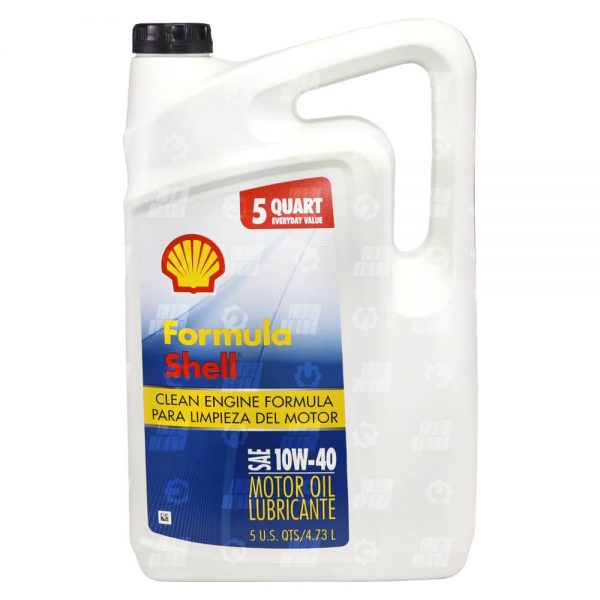 5 QUART
EVERYDAY VALUE
Formula
Shell®
CLEAN ENGINE FORMULA
PARA LIMPIEZA DEL MOTOR
SAE 10W-40
MOTOR OIL
LUBRICANTE
5 U.S. QTS/4.73 L